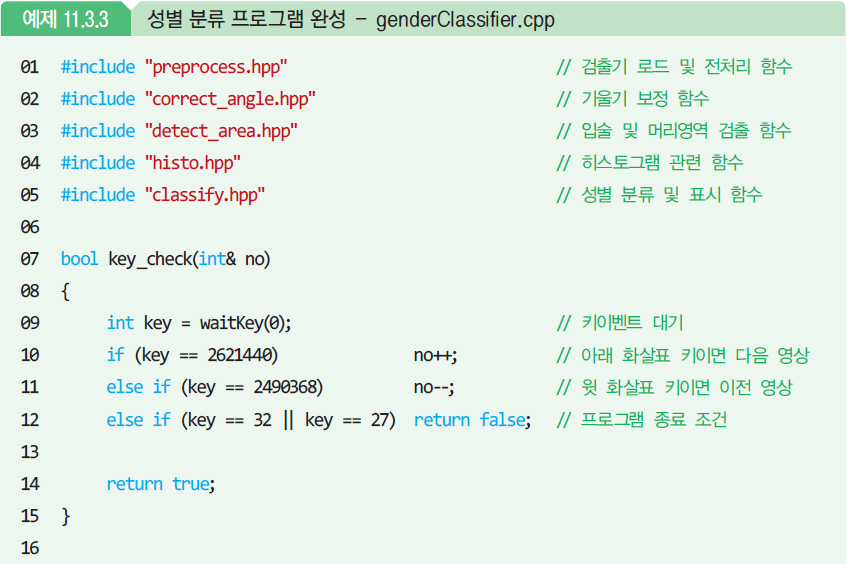 예제 11.3.3 성별 분류 프로그램 완성 - genderClassifier.cpp
01 #include "preprocess.hpp" // 검출기 로드 및 전처리 함수
02 #include "correct_angle.hpp" // 기울기 보정 함수
03 #include "detect_area.hpp" // 입술 및 머리영역 검출 함수
04 #include "histo.hpp" // 히스토그램 관련 함수
05 #include "classify.hpp" // 성별 분류 및 표시 함수
06
07 bool key_check(int& no)
08 {
09 int key = waitKey(0); // 키이벤트 대기
10 if (key == 2621440) no++; // 아래 화살표 키이면 다음 영상
11 else if (key == 2490368) no--; // 윗 화살표 키이면 이전 영상
12 else if (key == 32 || key == 27) return false; // 프로그램 종료 조건
13
14 return true;
15 }
16